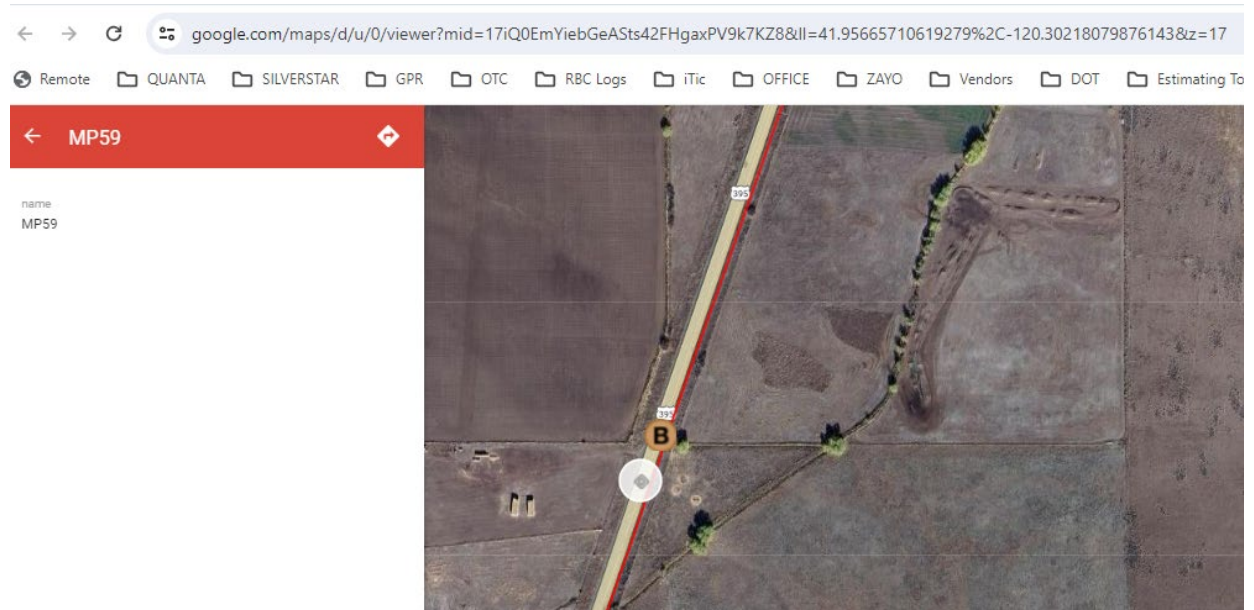 google.com/maps/d/u/0/viewer?mid=17iQ0EmYiebGeASts42FHgaxPV9k7KZ8&ll=41.95665710619279%2C-120.30218079876143&z=17
Remote QUANTA SILVERSTAR GPR OTC RBC Logs iTic OFFICE ZAYO Vendors DOT Estimating To
MP59
name
MP59
395
395
B